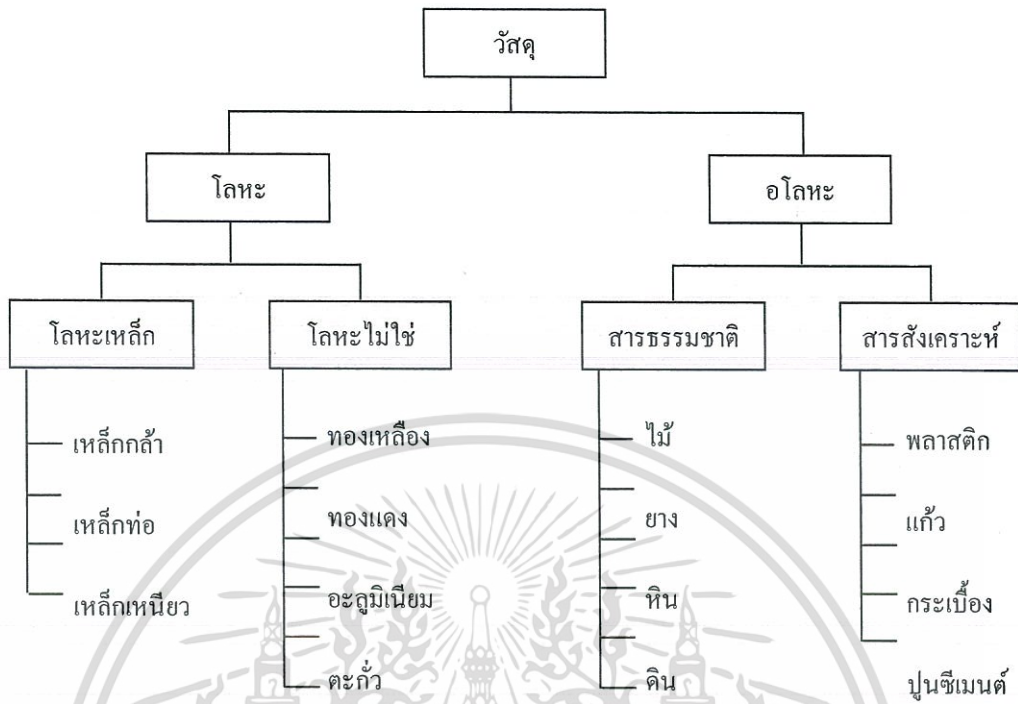 วัสดุ
โลหะ
อโลหะ
โลหะเหล็ก
โลหะไม่ใช่
สารธรรมชาติ
สารสังเคราะห์
เหล็กกล้า
เหล็กท่อ
เหล็กเหนียว
ทองเหลือง
ทองแดง
อะลูมิเนียม
ตะกั่ว
ไม้
ยาง
หิน
ดิน
พลาสติก
แก้ว
กระเบื้อง
ปูนซีเมนต์